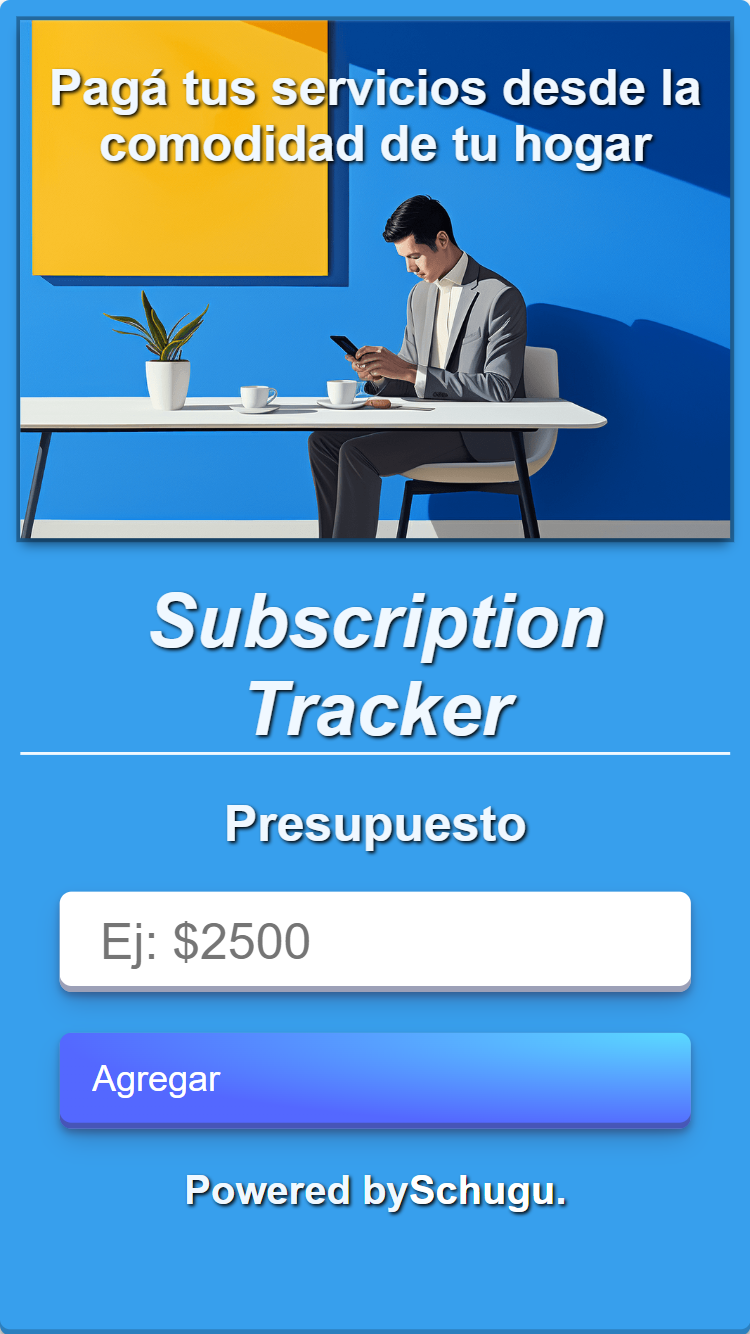 Pagá tus servicios desde la
comodidad de tu hogar
Subscription
Tracker
Presupuesto
Ej: $2500
Agregar
Powered bySchugu.